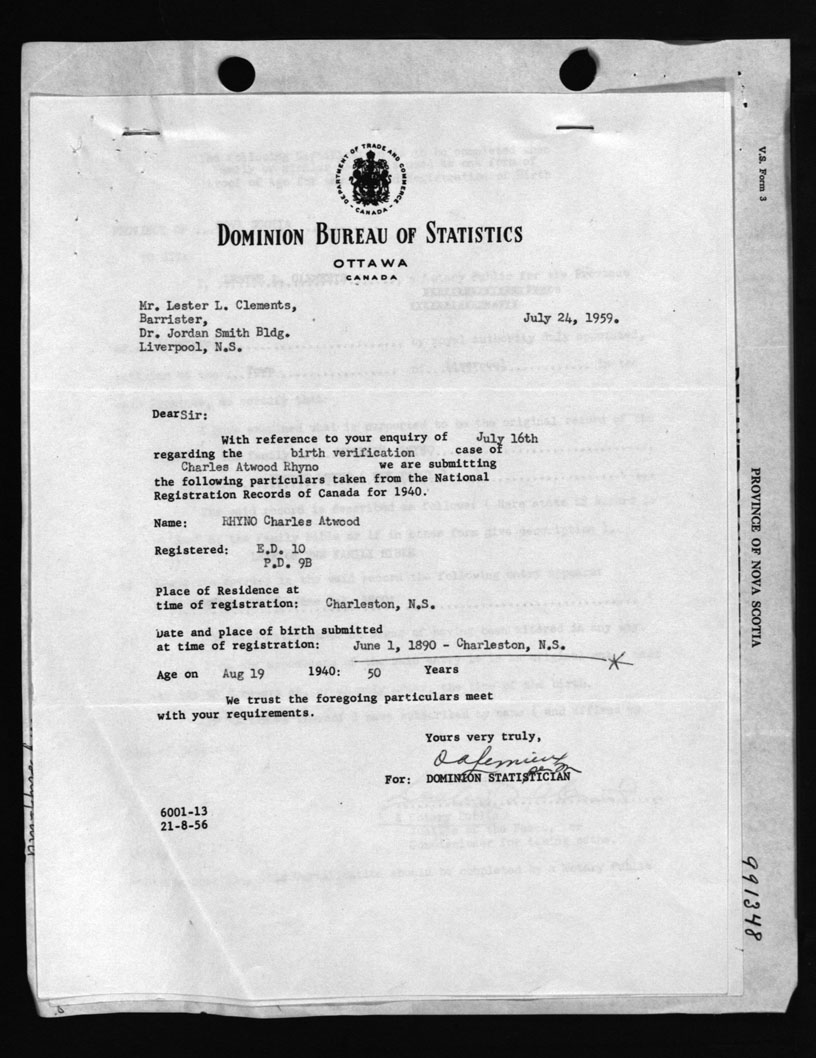 DEPARTMENT OF TRADE AND COMMERCE
- CANADA -
DOMINION BUREAU OF STATISTICS
OTTAWA
CANADA
Mr. Lester L. Clements,
Barrister,
Dr. Jordan Smith Bldg.
Liverpool, N.S.
July 24, 1959.
Dear Sir:
With reference to your enquiry of July 16th
regarding the birth verification case of
Charles Atwood Rhyno we are submitting
the following particulars taken from the National
Registration Records of Canada for 1940.
Name: RHYNO Charles Atwood
Registered: E.D. 10
P.D. 9B
Place of Residence at
time of registration: Charleston, N.S.
Date and place of birth submitted
at time of registration: June 1, 1890 - Charleston, N.S.
Age on Aug 19 1940: 50 Years
We trust the foregoing particulars meet
with your requirements.
Yours very truly,
For: DOMINION STATISTICIAN
6001-13
21-8-56
V.S. Form 3
PROVINCE OF NOVA SCOTIA
991348